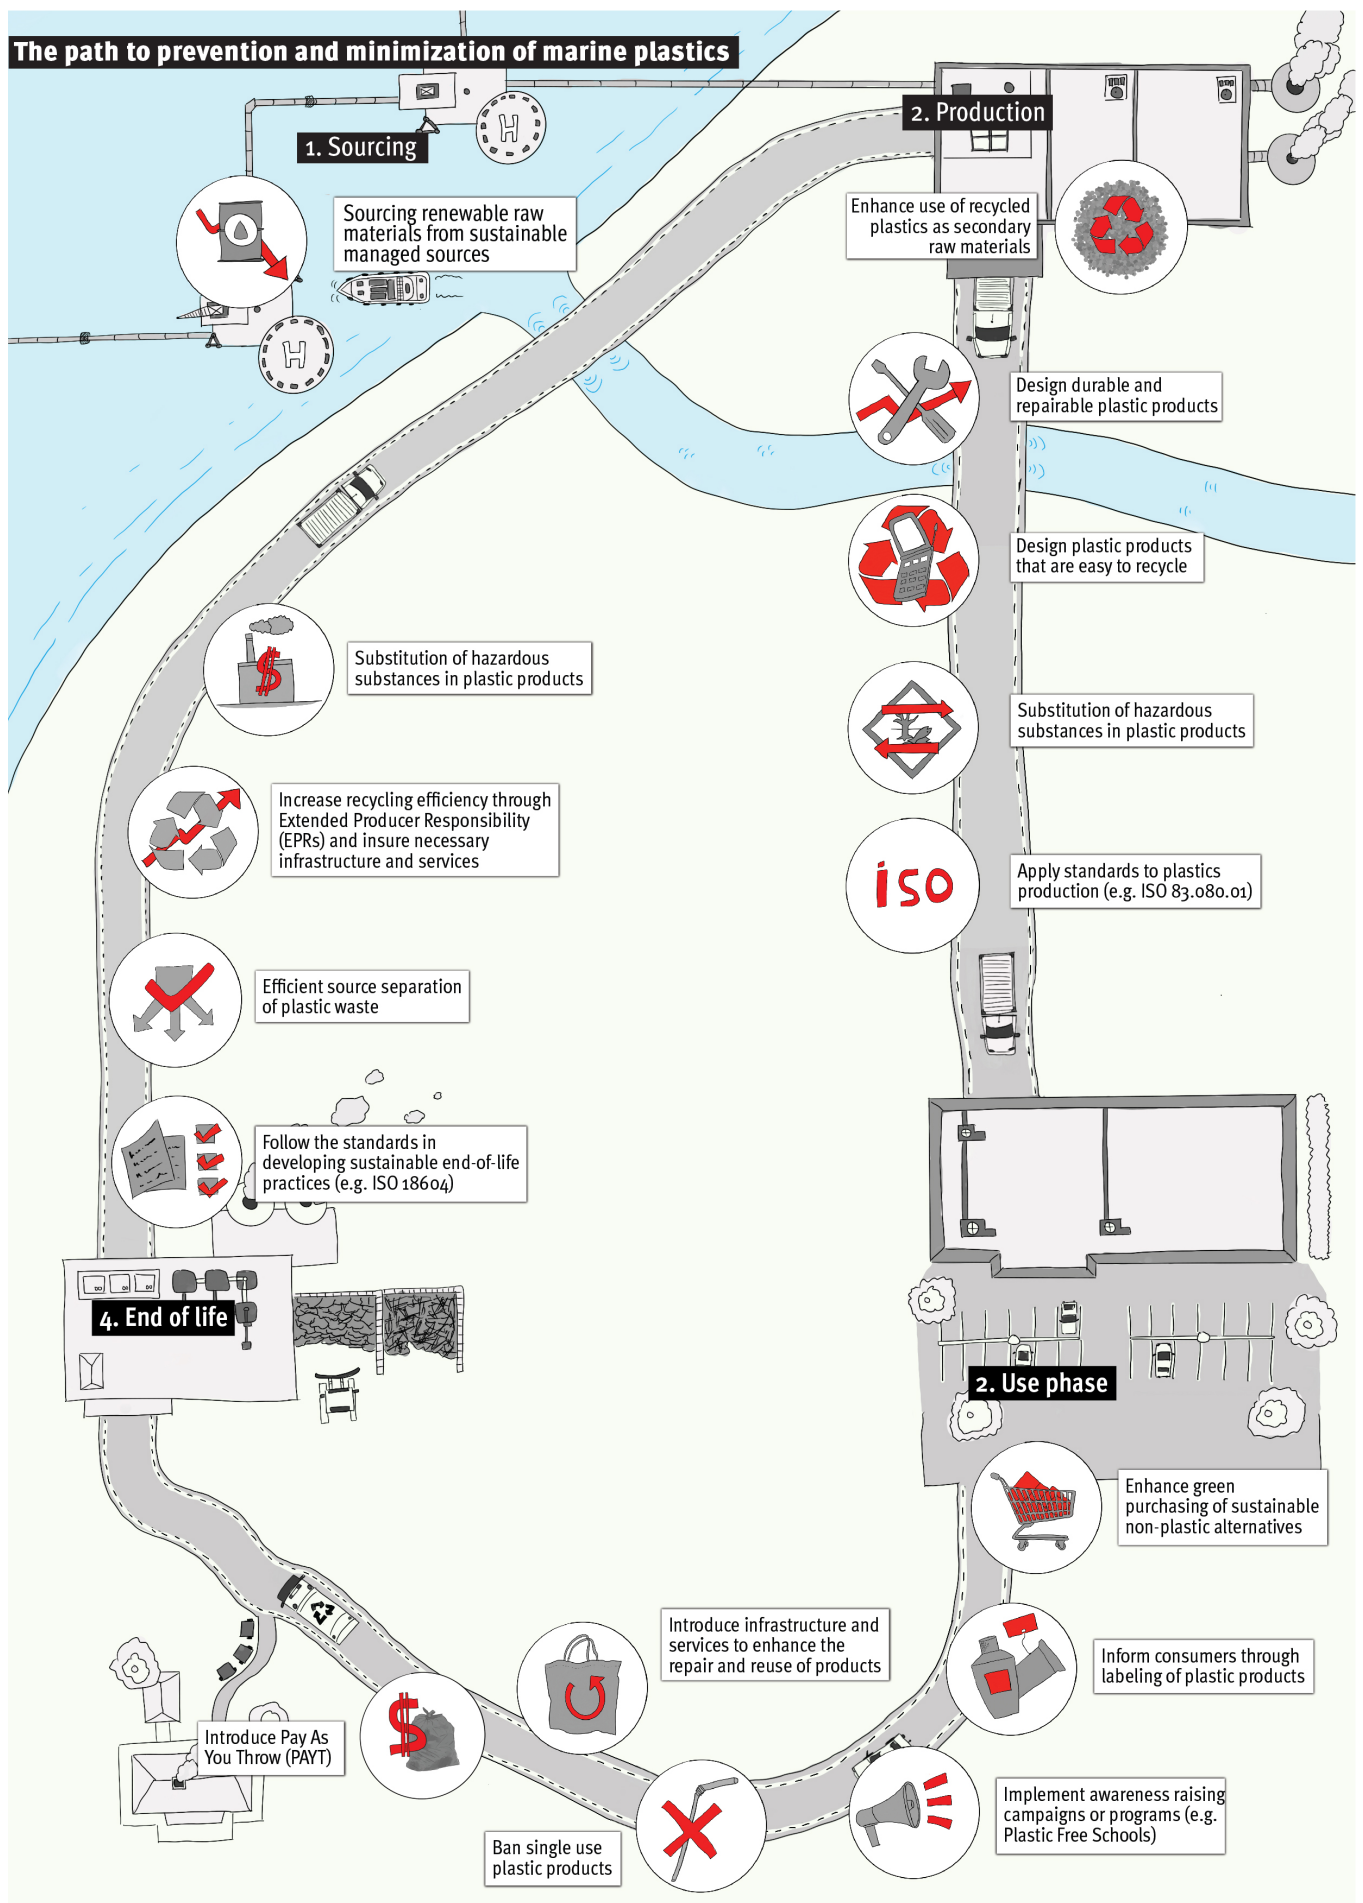 The path to prevention and minimization of marine plastics
1. Sourcing
H
Sourcing renewable raw
materials from sustainable
managed sources
H
2. Production
Enhance use of recycled
plastics as secondary
raw materials
Design durable and
repairable plastic products
Design plastic products
that are easy to recycle
Substitution of hazardous
substances in plastic products
iso
Apply standards to plastics
production (e.g. ISO 83.080.01)
2. Use phase
Enhance green
purchasing of sustainable
non-plastic alternatives
Inform consumers through
labeling of plastic products
Implement awareness raising
campaigns or programs (e.g.
Plastic Free Schools)
Introduce infrastructure and
services to enhance the
repair and reuse of products
Ban single use
plastic products
$
Introduce Pay As
You Throw (PAYT)
4. End of life
Follow the standards in
developing sustainable end-of-life
practices (e.g. ISO 18604)
Efficient source separation
of plastic waste
Increase recycling efficiency through
Extended Producer Responsibility
(EPRs) and insure necessary
infrastructure and services
$
Substitution of hazardous
substances in plastic products